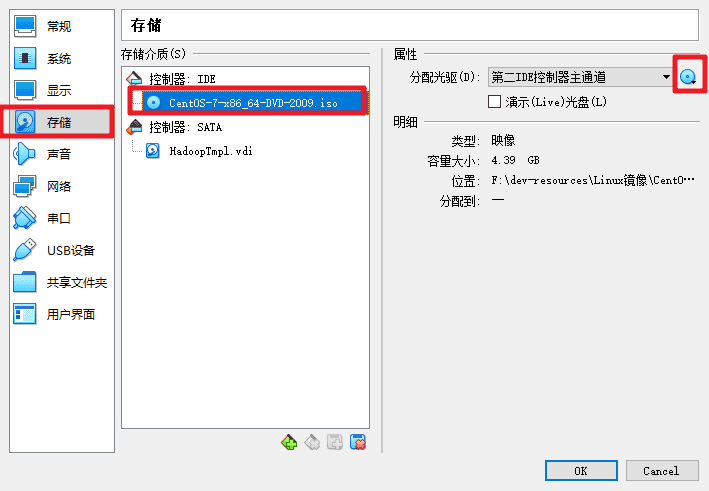 常规
系统
显示
存储
声音
网络
串口
USB设备
共享文件夹
用户界面
存储
存储介质(S)
控制器: IDE
CentOS-7-x86_64-DVD-2009.iso
控制器: SATA
HadoopTmpl.vdi
属性
分配光驱(D): 第二IDE控制器主通道
演示(Live)光盘(L)
明细
类型: 映像
容量大小: 4.39 GB
位置: F:\dev-resources\Linux镜像\CentO…
分配到: —
OK Cancel